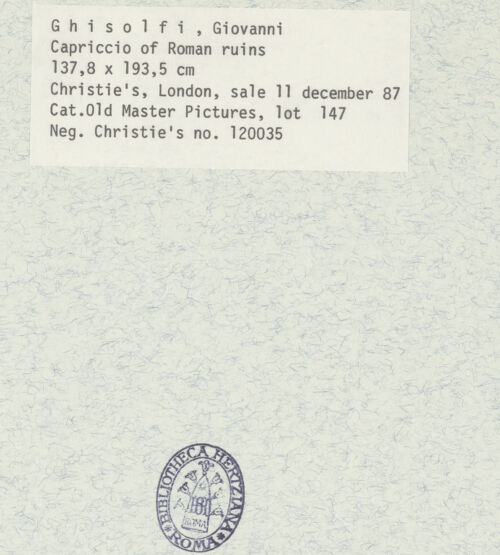 G h i s o l f i , Giovanni
Capriccio of Roman ruins
137,8 x 193,5 cm
Christie's, London, sale 11 december 87
Cat.Old Master Pictures, lot 147
Neg. Christie's no. 120035
BIBLIOTHECA HERTZIANA
ROMA
ROMA